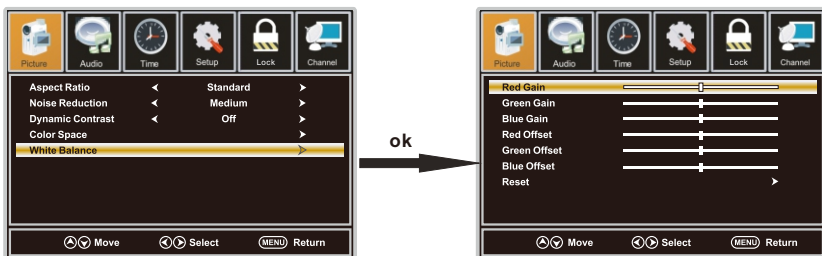 Picture Audio Time Setup Lock Channel
Aspect Ratio Standard
Noise Reduction Medium
Dynamic Contrast Off
Color Space
White Balance
Move Select MENU Return
ok
Picture Audio Time Setup Lock Channel
Red Gain
Green Gain
Blue Gain
Red Offset
Green Offset
Blue Offset
Reset
Move Select MENU Return